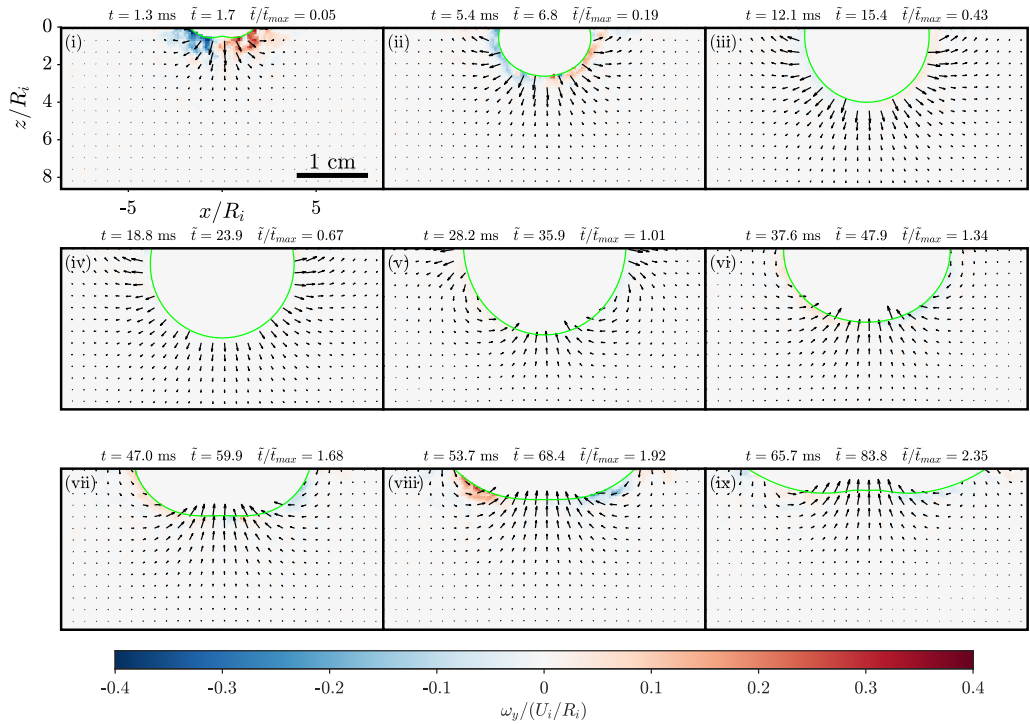 t = 1.3 ms t̃ = 1.7 t̃/t̃max = 0.05
t = 5.4 ms t̃ = 6.8 t̃/t̃max = 0.19
t = 12.1 ms t̃ = 15.4 t̃/t̃max = 0.43
0
2
4
6
8
z/Ri
(i)
(ii)
(iii)
1 cm
-5
5
x/Ri
t = 18.8 ms t̃ = 23.9 t̃/t̃max = 0.67
t = 28.2 ms t̃ = 35.9 t̃/t̃max = 1.01
t = 37.6 ms t̃ = 47.9 t̃/t̃max = 1.34
(iv)
(v)
(vi)
t = 47.0 ms t̃ = 59.9 t̃/t̃max = 1.68
t = 53.7 ms t̃ = 68.4 t̃/t̃max = 1.92
t = 65.7 ms t̃ = 83.8 t̃/t̃max = 2.35
(vii)
(viii)
(ix)
-0.4 -0.3 -0.2 -0.1 0 0.1 0.2 0.3 0.4
ωy/(Ui/Ri)